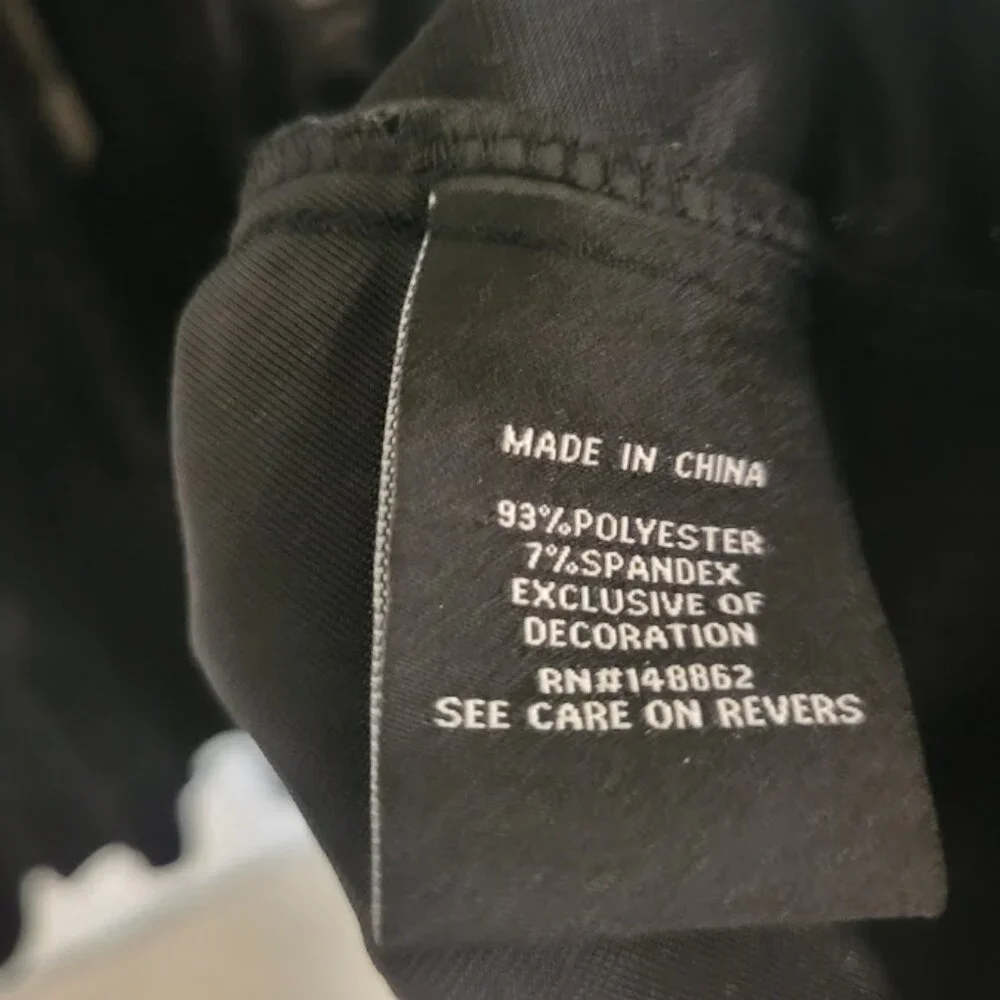 MADE IN CHINA
93%POLYESTER
7%SPANDEX
EXCLUSIVE OF
DECORATION
RN#148862
SEE CARE ON REVERS